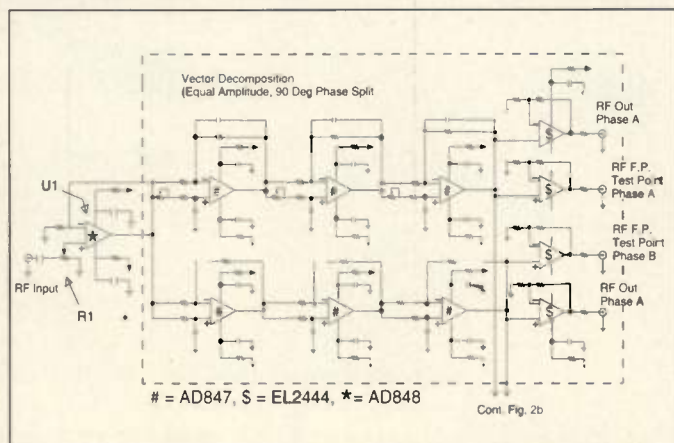 Vector Decomposition
(Equal Amplitude, 90 Deg Phase Split
RF Out
Phase A
U1
#
#
#
$
$
RF F.P.
Test Point
Phase A
*
RF Input
R1
RF F.P.
Test Point
Phase B
$
RF Out
Phase A
#
#
#
$
# = AD847, $ = EL2444, * = AD848
Cont. Fig. 2b